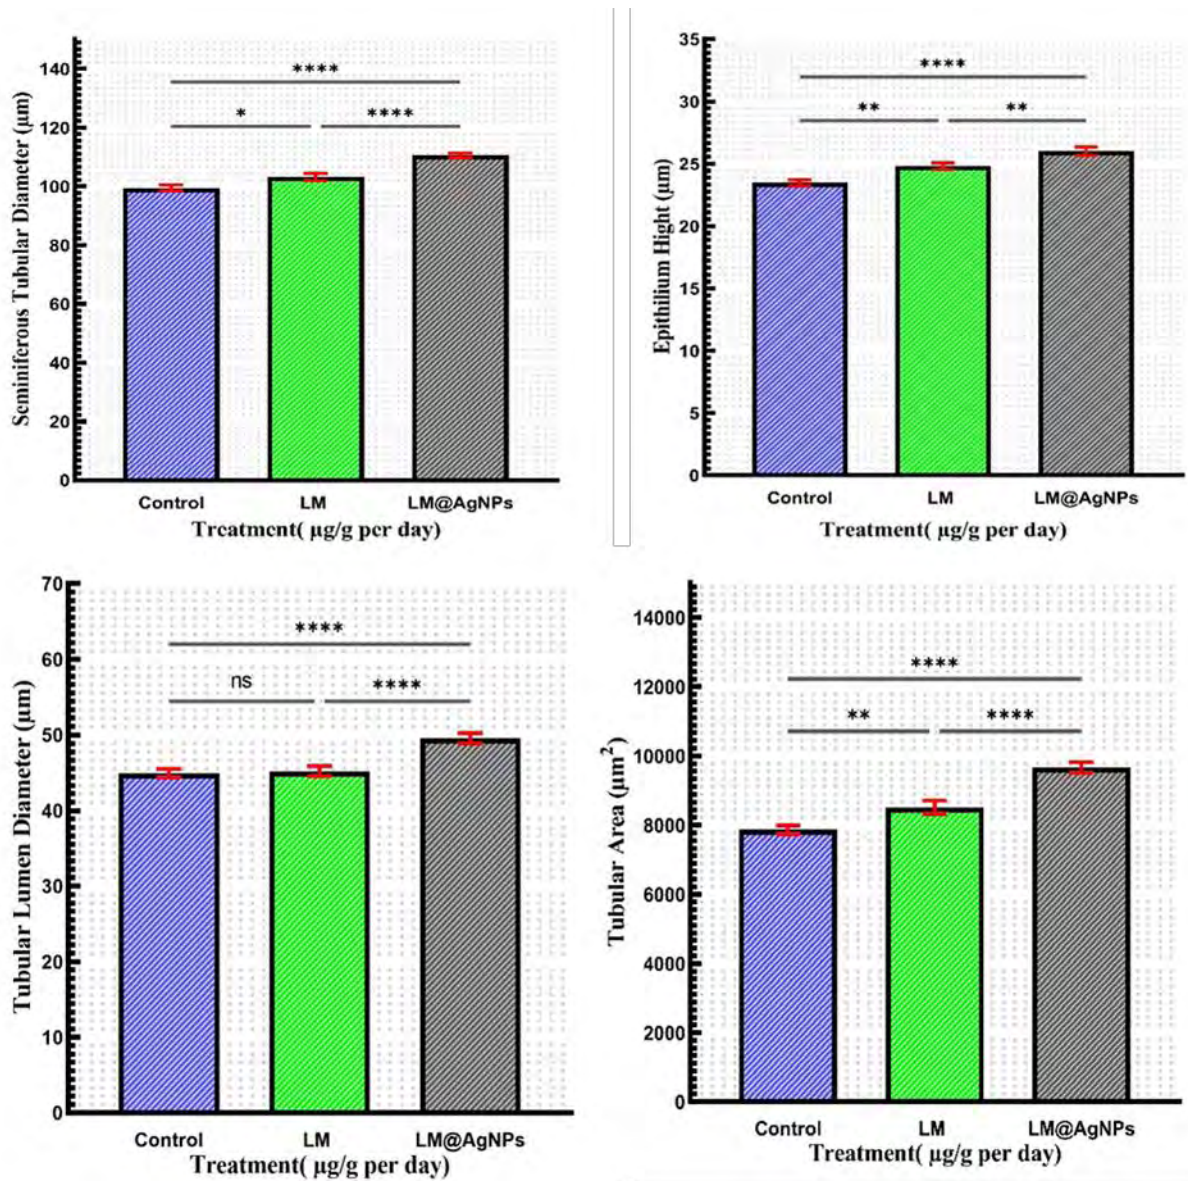 Seminiferous Tubular Diameter (µm)
140
120
100
80
60
40
20
0
****
*
****
Control
LM
LM@AgNPs
Treatment( µg/g per day)
Epithilium Hight (µm)
35
30
25
20
15
10
5
0
****
**
**
Control
LM
LM@AgNPs
Treatment( µg/g per day)
Tubular Lumen Diameter (µm)
70
60
50
40
30
20
10
0
****
ns
****
Control
LM
LM@AgNPs
Treatment( µg/g per day)
Tubular Area (µm²)
14000
12000
10000
8000
6000
4000
2000
0
****
**
****
Control
LM
LM@AgNPs
Treatment( µg/g per day)